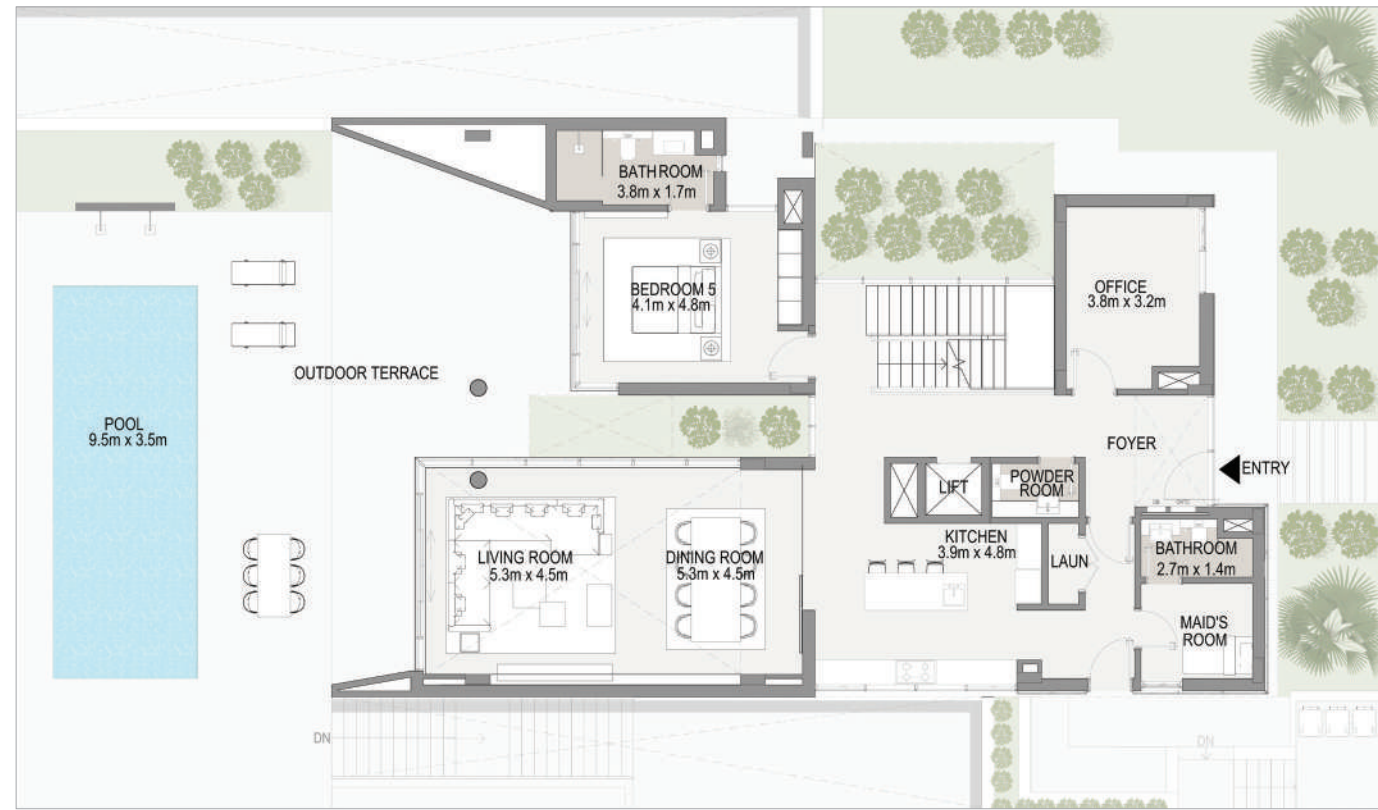 BATH ROOM
3.8m x 1.7m
BEDROOM 5
4.1m x 4.8m
OFFICE
3.8m x 3.2m
OUTDOOR TERRACE
POOL
9.5m x 3.5m
FOYER
ENTRY
LIFT
POWDER
ROOM
KITCHEN
3.9m x 4.8m
LAUN
BATHROOM
2.7m x 1.4m
LIVING ROOM
5.3m x 4.5m
DINING ROOM
5.3m x 4.5m
MAID'S
ROOM
DN
DN